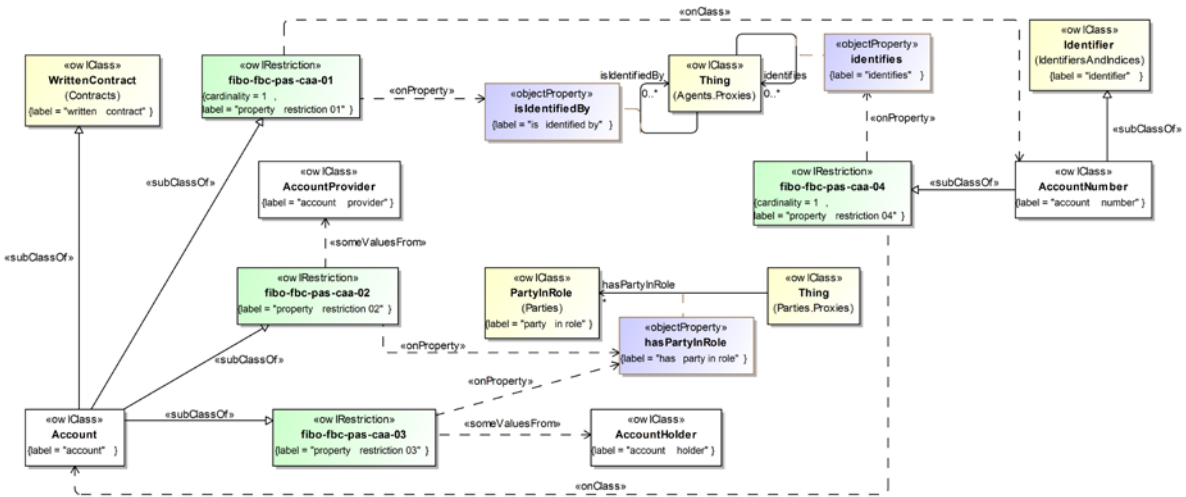 «onClass»
«owlClass»
WrittenContract
(Contracts)
{label = "written contract" }
«owlRestriction»
fibo-fbc-pas-caa-01
{cardinality = 1 ,
label = "property restriction 01"}
«onProperty»
«objectProperty»
isIdentifiedBy
{label = "is identified by" }
isIdentifiedBy
0..*
«owlClass»
Thing
(Agents.Proxies)
identifies
0..*
«objectProperty»
identifies
{label = "identifies" }
«owlClass»
Identifier
(IdentifiersAndIndices)
{label = "identifier" }
«onProperty»
«subClassOf»
«subClassOf»
«owlClass»
AccountProvider
{label = "account provider"}
«owlRestriction»
fibo-fbc-pas-caa-04
{cardinality = 1 ,
label = "property restriction 04"}
«subClassOf»
«owlClass»
AccountNumber
{label = "account number"}
«someValuesFrom»
«subClassOf»
«owlRestriction»
fibo-fbc-pas-caa-02
{label = "property restriction 02"}
«owlClass»
PartyInRole
(Parties)
{label = "party in role" }
hasPartyInRole
*
«owlClass»
Thing
(Parties.Proxies)
«objectProperty»
hasPartyInRole
{label = "has party in role" }
«onProperty»
«subClassOf»
«onProperty»
«owlClass»
Account
{label = "account" }
«subClassOf»
«owlRestriction»
fibo-fbc-pas-caa-03
{label = "property restriction 03"}
«someValuesFrom»
«owlClass»
AccountHolder
{label = "account holder"}
«onClass»